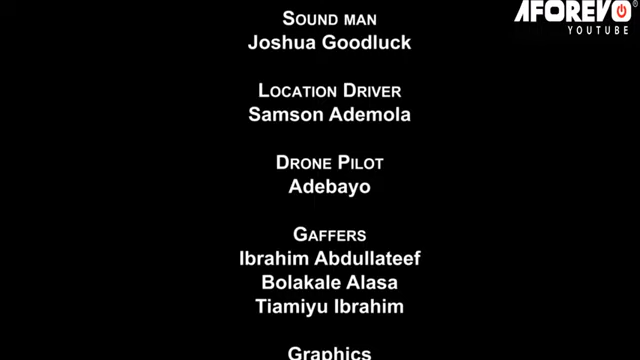 AFOREVO®
YOUTUBE
SOUND MAN
Joshua Goodluck
LOCATION DRIVER
Samson Ademola
DRONE PILOT
Adebayo
GAFFERS
Ibrahim Abdullateef
Bolakale Alasa
Tiamiyu Ibrahim
Graphics